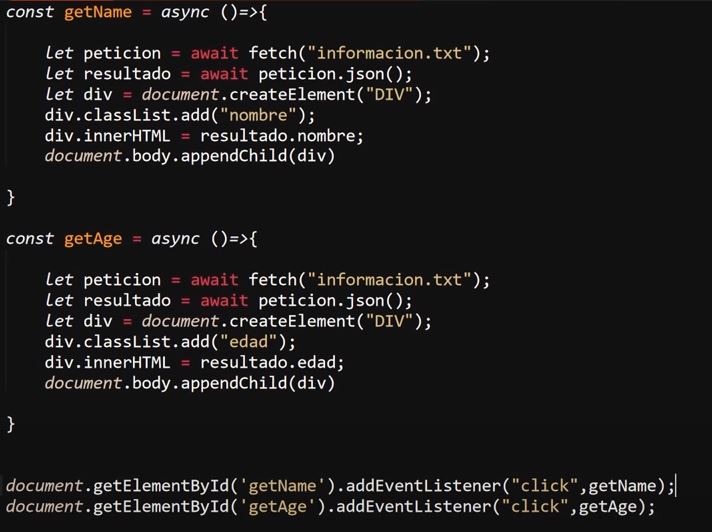 const getName = async ()=>{
let peticion = await fetch("informacion.txt");
let resultado = await peticion.json();
let div = document.createElement("DIV");
div.classList.add("nombre");
div.innerHTML = resultado.nombre;
document.body.appendChild(div)
}
const getAge = async ()=>{
let peticion = await fetch("informacion.txt");
let resultado = await peticion.json();
let div = document.createElement("DIV");
div.classList.add("edad");
div.innerHTML = resultado.edad;
document.body.appendChild(div)
}
document.getElementById('getName').addEventListener("click",getName);
document.getElementById('getAge').addEventListener("click",getAge);